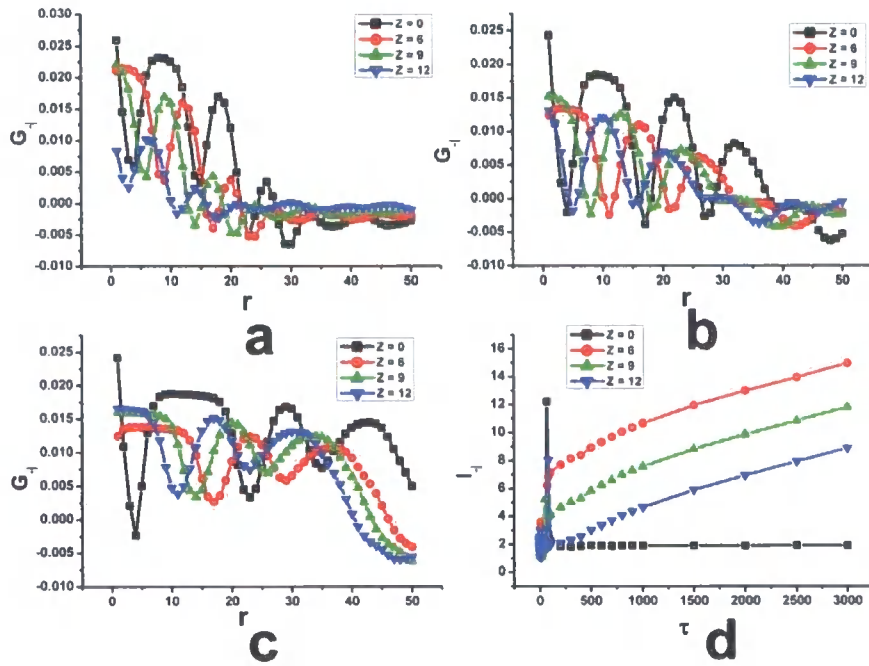 0.030
0.025
0.020
0.015
0.010
0.005
0.000
-0.005
-0.010
G-l
0 10 20 30 40 50
r
Z = 0
Z = 6
Z = 9
Z = 12
a
0.025
0.020
0.015
0.010
0.005
0.000
-0.005
-0.010
G-l
0 10 20 30 40 50
r
Z = 0
Z = 6
Z = 9
Z = 12
b
0.025
0.020
0.015
0.010
0.005
0.000
-0.005
-0.010
G-l
0 10 20 30 40 50
r
Z = 0
Z = 6
Z = 9
Z = 12
c
16
14
12
10
8
6
4
2
0
l-l
0 500 1000 1500 2000 2500 3000
τ
Z = 0
Z = 6
Z = 9
Z = 12
d